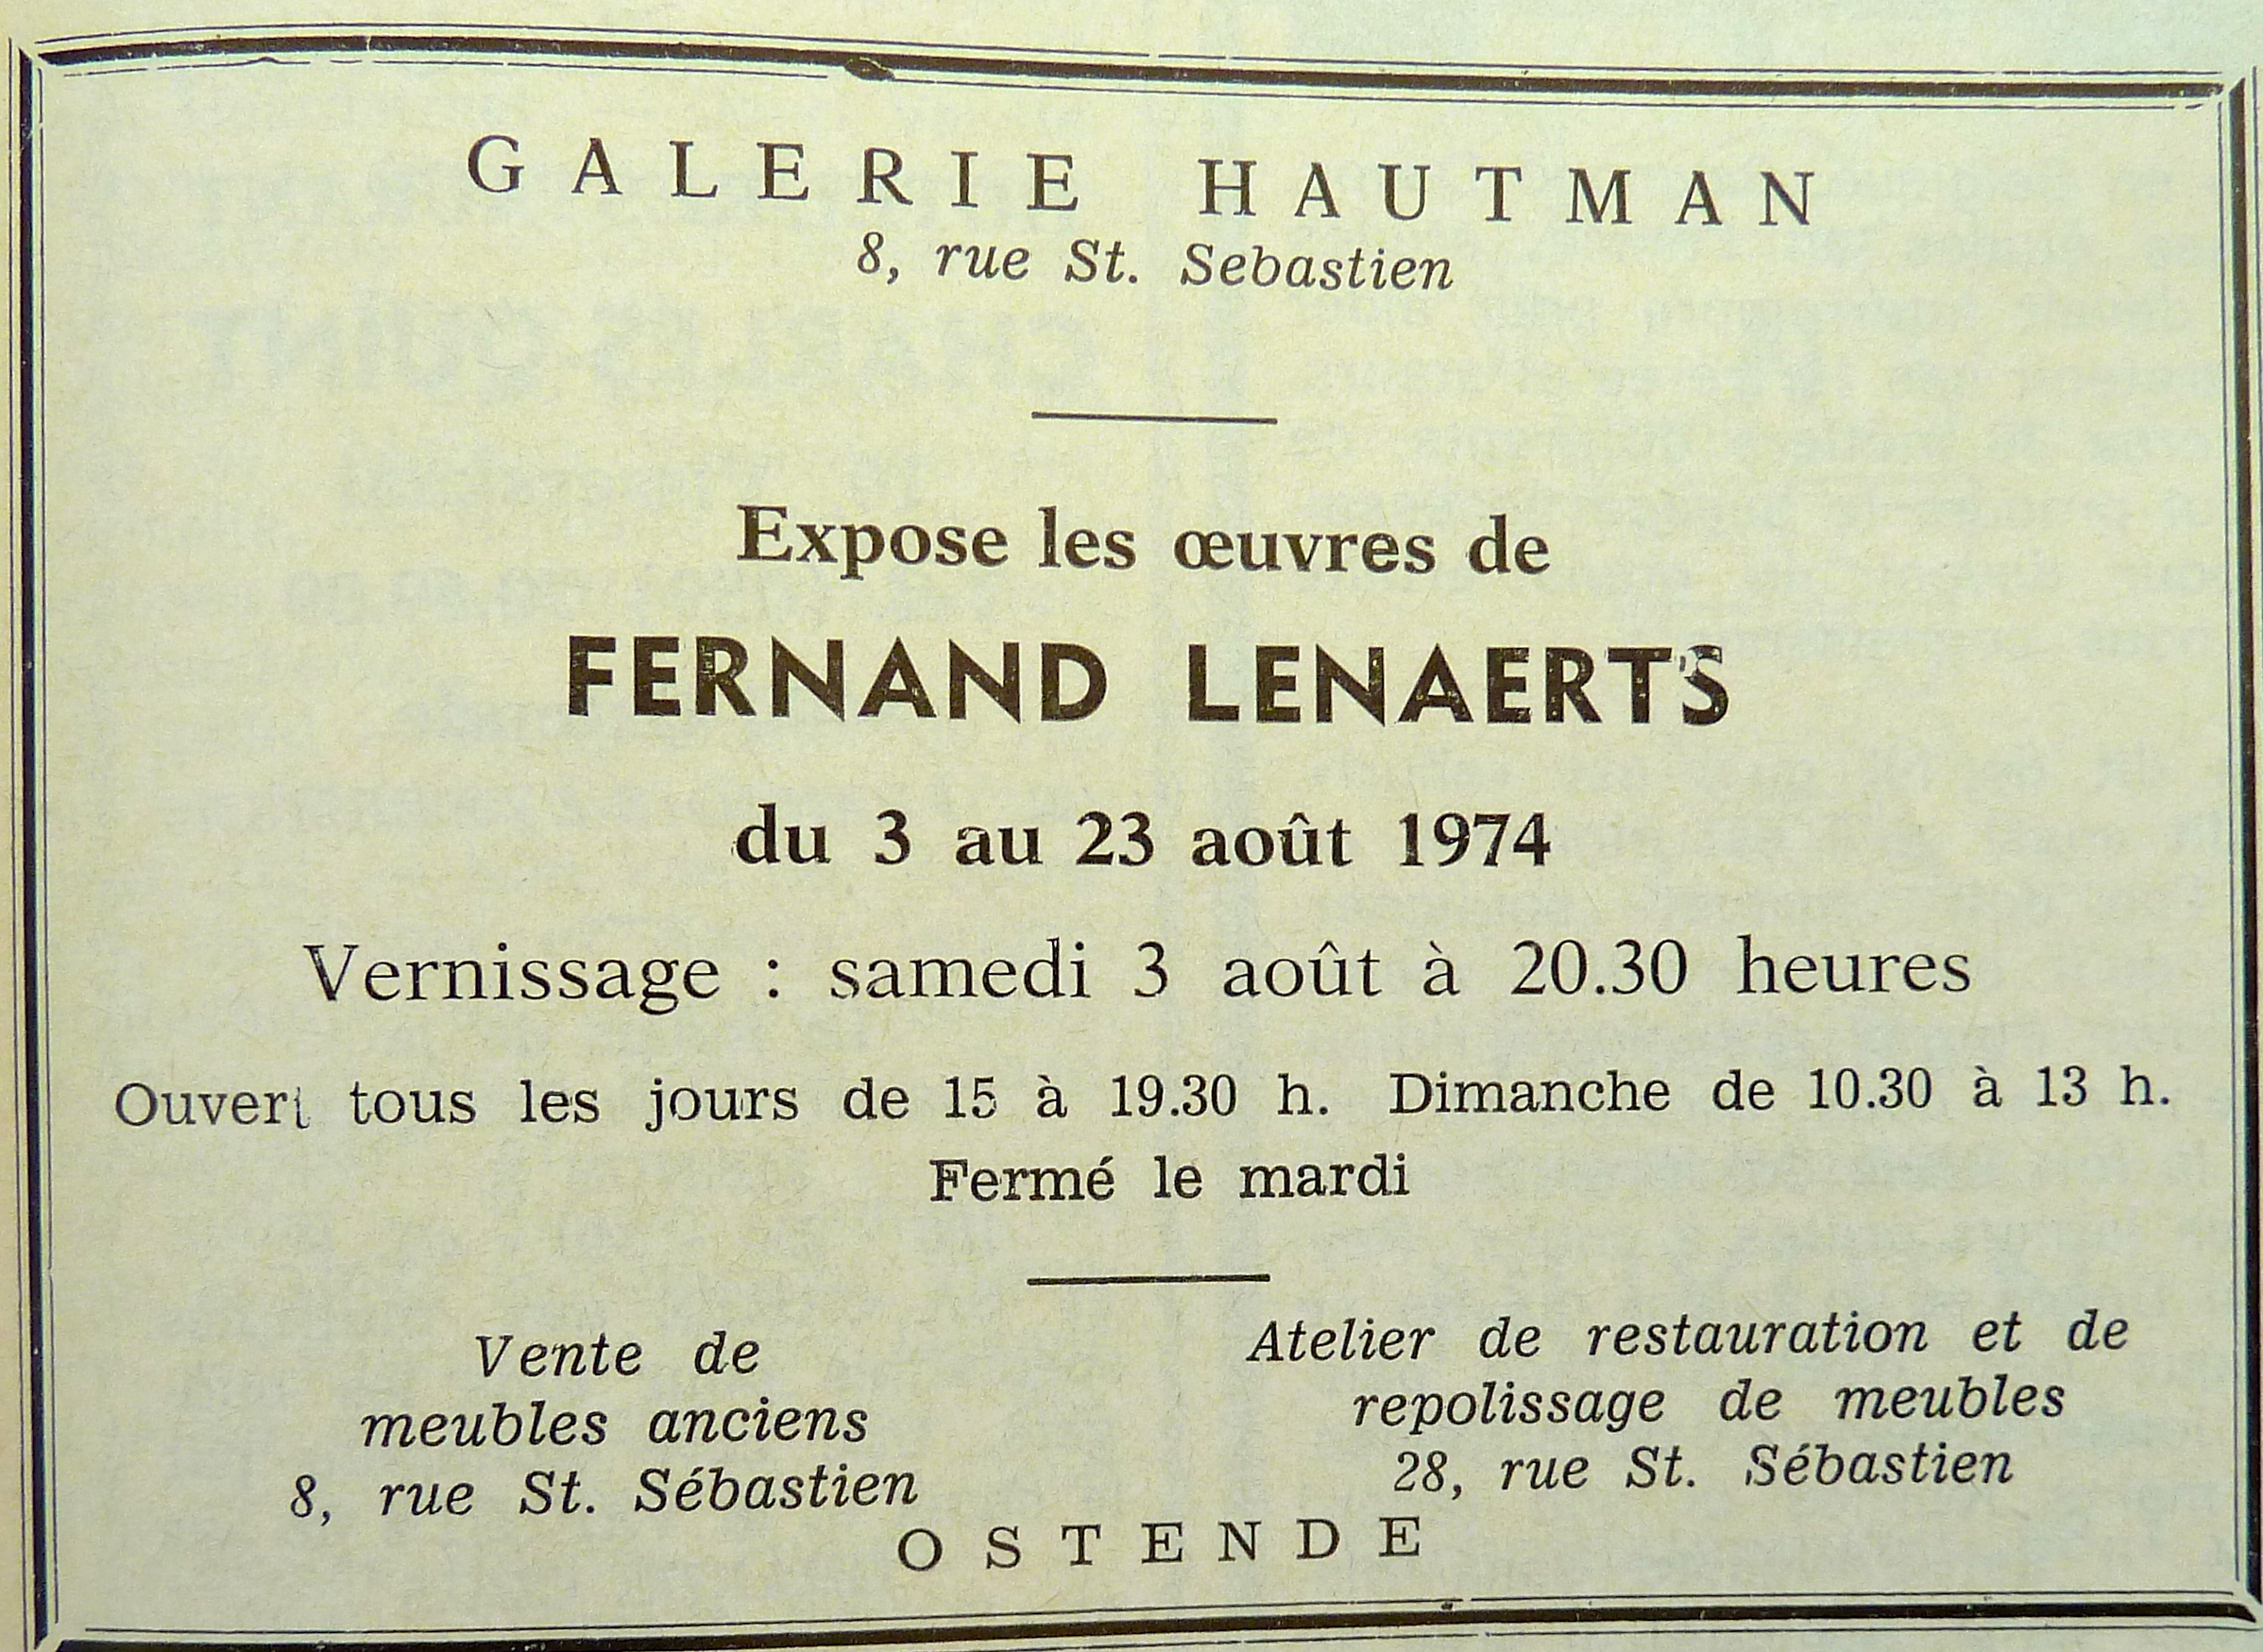 GALERIE HAUTMAN
8, rue St. Sebastien
Expose les œuvres de
FERNAND LENAERTS
du 3 au 23 août 1974
Vernissage : samedi 3 août à 20.30 heures
Ouvert tous les jours de 15 à 19.30 h. Dimanche de 10.30 à 13 h.
Fermé le mardi
Vente de
meubles anciens
8, rue St. Sébastien
Atelier de restauration et de
repolissage de meubles
28, rue St. Sébastien
OSTENDE